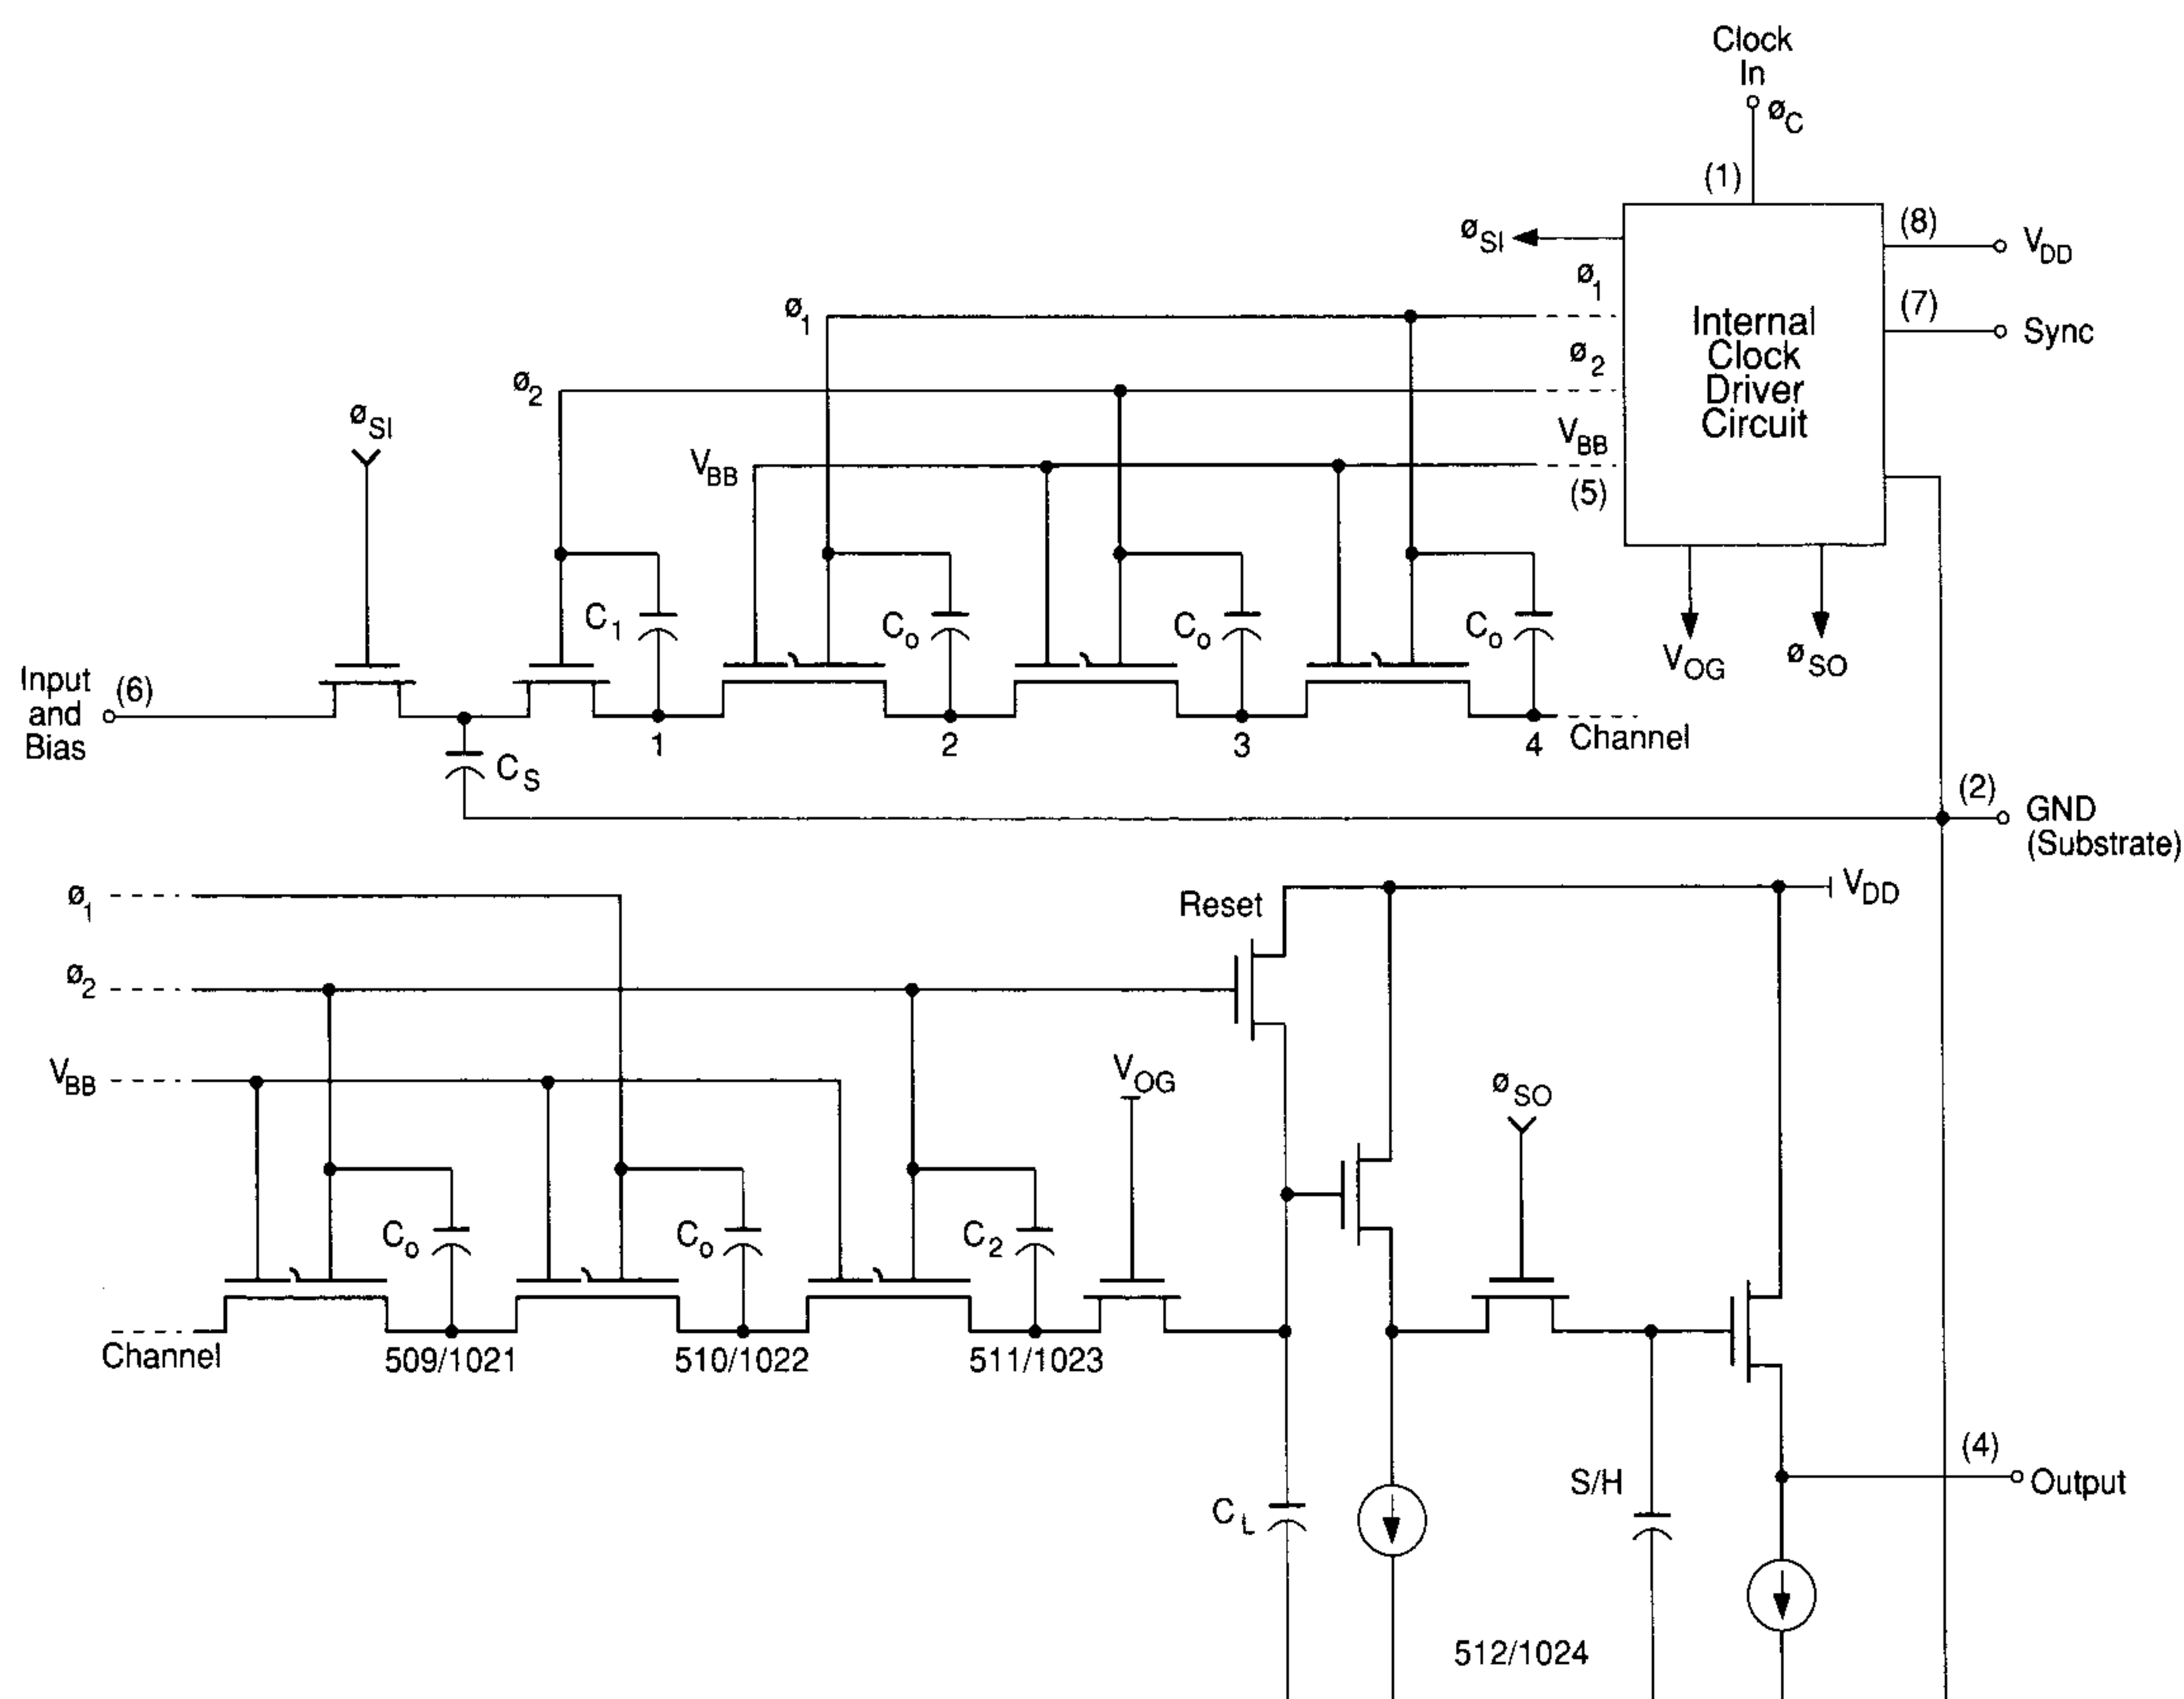 Clock
In
øC
(1)
øSI
(8)
VDD
ø1
ø1
Internal
Clock
Driver
Circuit
(7)
Sync
ø2
ø2
øSI
VBB
VBB
(5)
C1
Co
Co
Co
VOG
øSO
Input
and
Bias
(6)
1
2
3
4
Channel
CS
(2)
GND
(Substrate)
ø1
Reset
VDD
ø2
VBB
VOG
øSO
Co
Co
C2
Channel
509/1021
510/1022
511/1023
(4)
Output
S/H
CL
512/1024